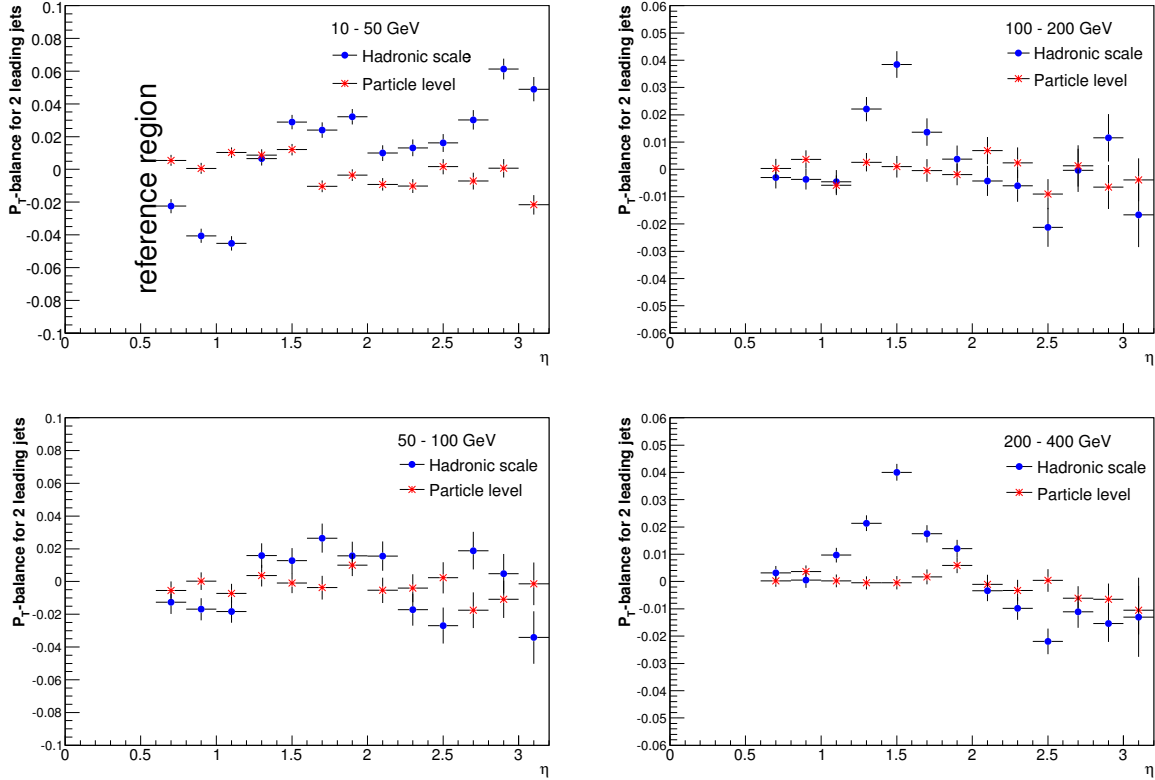 P_T-balance for 2 leading jets
0.1
0.08
0.06
0.04
0.02
0
-0.02
-0.04
-0.06
-0.08
-0.1
10 - 50 GeV
Hadronic scale
Particle level
reference region
0 0.5 1 1.5 2 2.5 3
η
P_T-balance for 2 leading jets
0.06
0.05
0.04
0.03
0.02
0.01
0
-0.01
-0.02
-0.03
-0.04
-0.05
-0.06
100 - 200 GeV
Hadronic scale
Particle level
0 0.5 1 1.5 2 2.5 3
η
P_T-balance for 2 leading jets
0.1
0.08
0.06
0.04
0.02
0
-0.02
-0.04
-0.06
-0.08
-0.1
50 - 100 GeV
Hadronic scale
Particle level
0 0.5 1 1.5 2 2.5 3
η
P_T-balance for 2 leading jets
0.06
0.05
0.04
0.03
0.02
0.01
0
-0.01
-0.02
-0.03
-0.04
-0.05
-0.06
200 - 400 GeV
Hadronic scale
Particle level
0 0.5 1 1.5 2 2.5 3
η